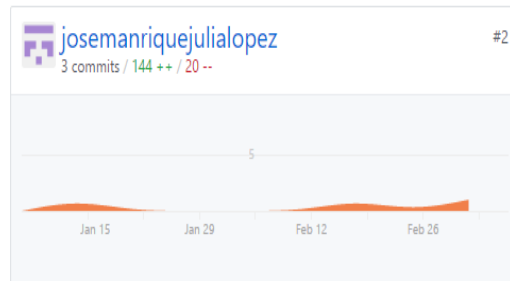 josemanriquejulialopez #2
3 commits / 144 ++ / 20 --
5
Jan 15 Jan 29 Feb 12 Feb 26